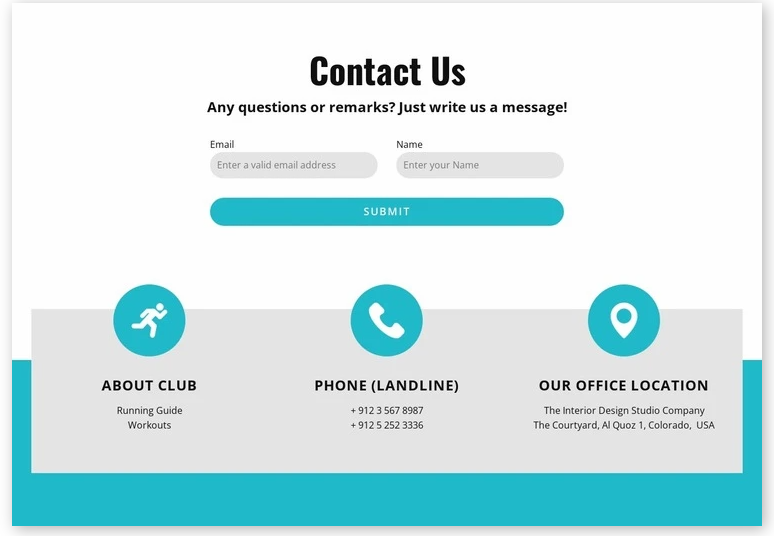 Contact Us
Any questions or remarks? Just write us a message!
Email
Name
Enter a valid email address
Enter your Name
SUBMIT
ABOUT CLUB
Running Guide
Workouts
PHONE (LANDLINE)
+ 912 3 567 8987
+ 912 5 252 3336
OUR OFFICE LOCATION
The Interior Design Studio Company
The Courtyard, Al Quoz 1, Colorado,  USA